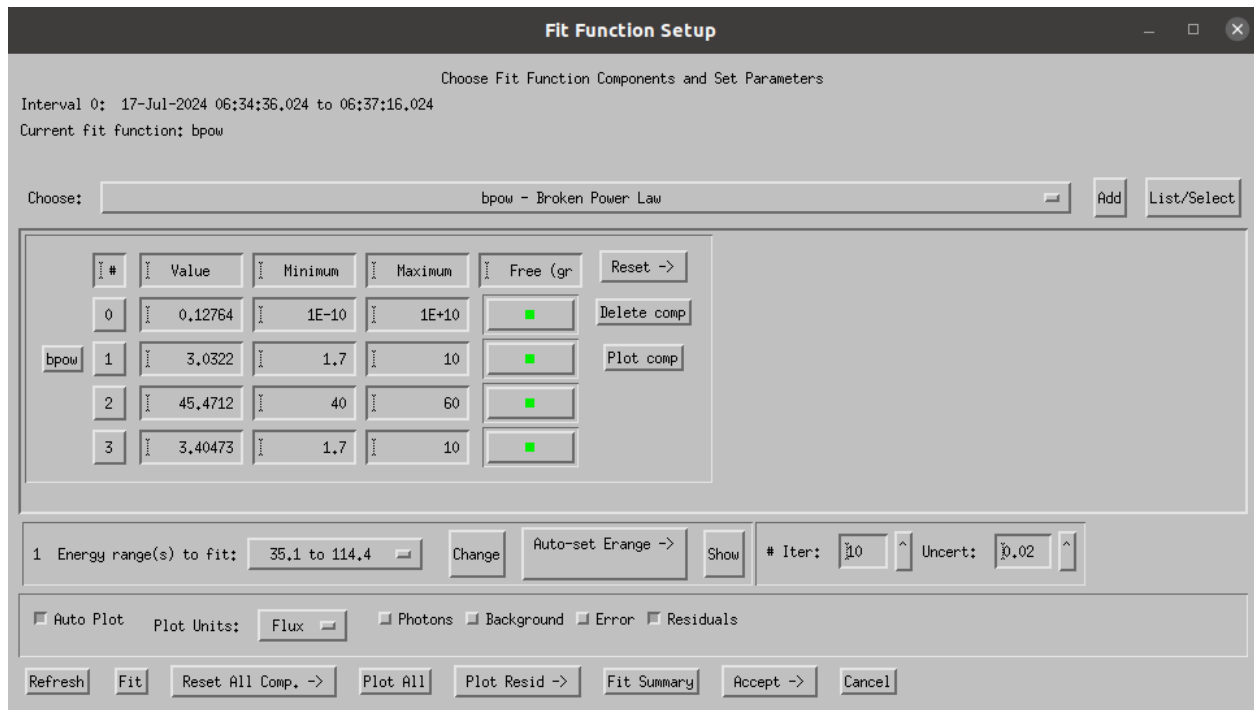 Fit Function Setup
Choose Fit Function Components and Set Parameters
Interval 0: 17-Jul-2024 06:34:36.024 to 06:37:16.024
Current fit function: bpow
Choose: bpow - Broken Power Law Add List/Select
# Value Minimum Maximum Free (gr Reset ->
0 0.12764 1E-10 1E+10 Delete comp
bpow 1 3.0322 1.7 10 Plot comp
2 45.4712 40 60
3 3.40473 1.7 10
1 Energy range(s) to fit: 35.1 to 114.4 Change Auto-set Erange -> Show # Iter: 10 ^ Uncert: 0.02 ^
Auto Plot Plot Units: Flux Photons Background Error Residuals
Refresh Fit Reset All Comp. -> Plot All Plot Resid -> Fit Summary Accept -> Cancel